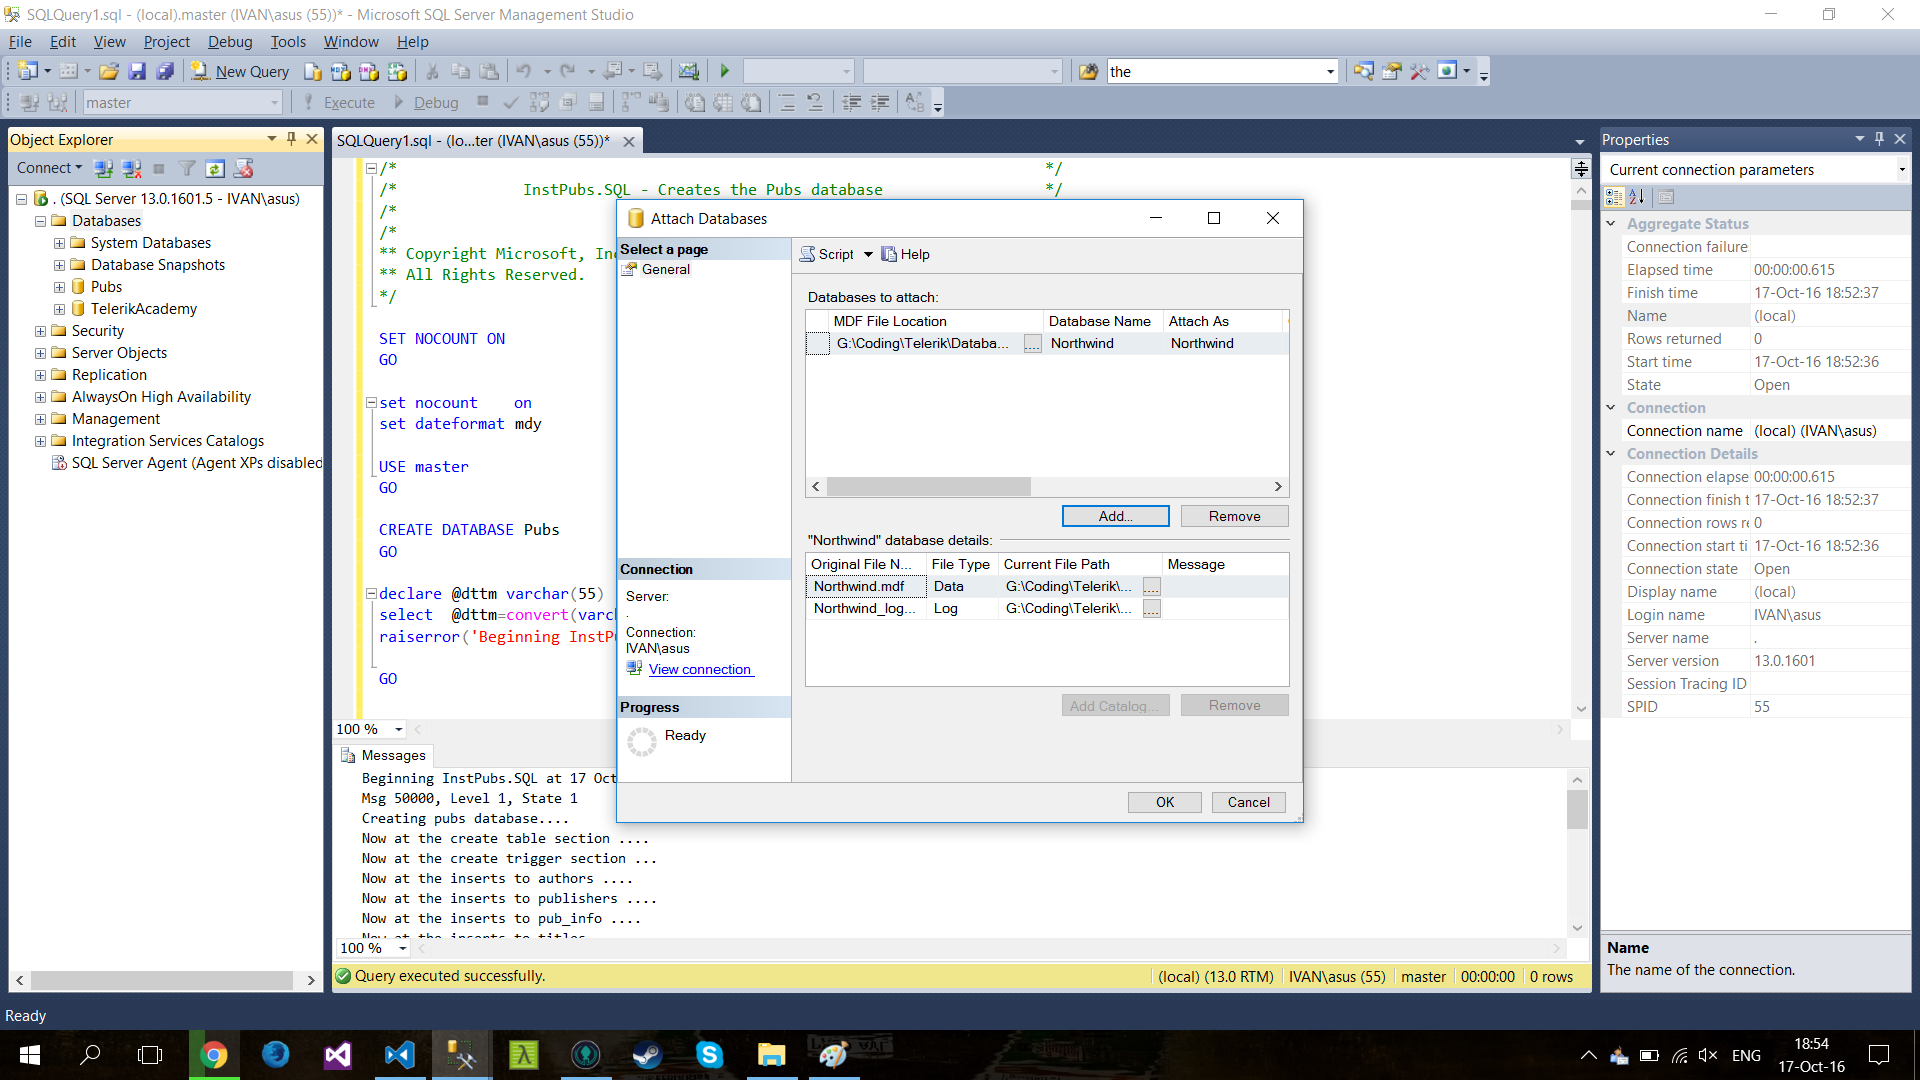 SQLQuery1.sql - (local).master (IVAN\asus (55))* - Microsoft SQL Server Management Studio
File Edit View Project Debug Tools Window Help
New Query the
master Execute Debug
Object Explorer
Connect
. (SQL Server 13.0.1601.5 - IVAN\asus)
Databases
System Databases
Database Snapshots
Pubs
TelerikAcademy
Security
Server Objects
Replication
AlwaysOn High Availability
Management
Integration Services Catalogs
SQL Server Agent (Agent XPs disabled
SQLQuery1.sql - (lo...ter (IVAN\asus (55))*
/* */
/* InstPubs.SQL - Creates the Pubs database */
/*
/*
** Copyright Microsoft, In
** All Rights Reserved.
*/
SET NOCOUNT ON
GO
set nocount on
set dateformat mdy
USE master
GO
CREATE DATABASE Pubs
GO
declare @dttm varchar(55)
select @dttm=convert(varc
raiserror('Beginning InstP
GO
100 %
Messages
Beginning InstPubs.SQL at 17 Oct
Msg 50000, Level 1, State 1
Creating pubs database....
Now at the create table section ....
Now at the create trigger section ...
Now at the inserts to authors ....
Now at the inserts to publishers ....
Now at the inserts to pub_info ....
Now at the inserts to titles
100 %
Query executed successfully. (local) (13.0 RTM) IVAN\asus (55) master 00:00:00 0 rows
Attach Databases
Select a page
General
Script Help
Databases to attach:
MDF File Location Database Name Attach As
G:\Coding\Telerik\Databa... ... Northwind Northwind
Add... Remove
"Northwind" database details:
Original File N... File Type Current File Path Message
Northwind.mdf Data G:\Coding\Telerik\... ...
Northwind_log... Log G:\Coding\Telerik\... ...
Add Catalog... Remove
Connection
Server:
.
Connection:
IVAN\asus
View connection
Progress
Ready
OK Cancel
Properties
Current connection parameters
Aggregate Status
Connection failure
Elapsed time 00:00:00.615
Finish time 17-Oct-16 18:52:37
Name (local)
Rows returned 0
Start time 17-Oct-16 18:52:36
State Open
Connection
Connection name (local) (IVAN\asus)
Connection Details
Connection elapse 00:00:00.615
Connection finish t 17-Oct-16 18:52:37
Connection rows re 0
Connection start ti 17-Oct-16 18:52:36
Connection state Open
Display name (local)
Login name IVAN\asus
Server name .
Server version 13.0.1601
Session Tracing ID
SPID 55
Name
The name of the connection.
Ready
ENG 18:54
17-Oct-16